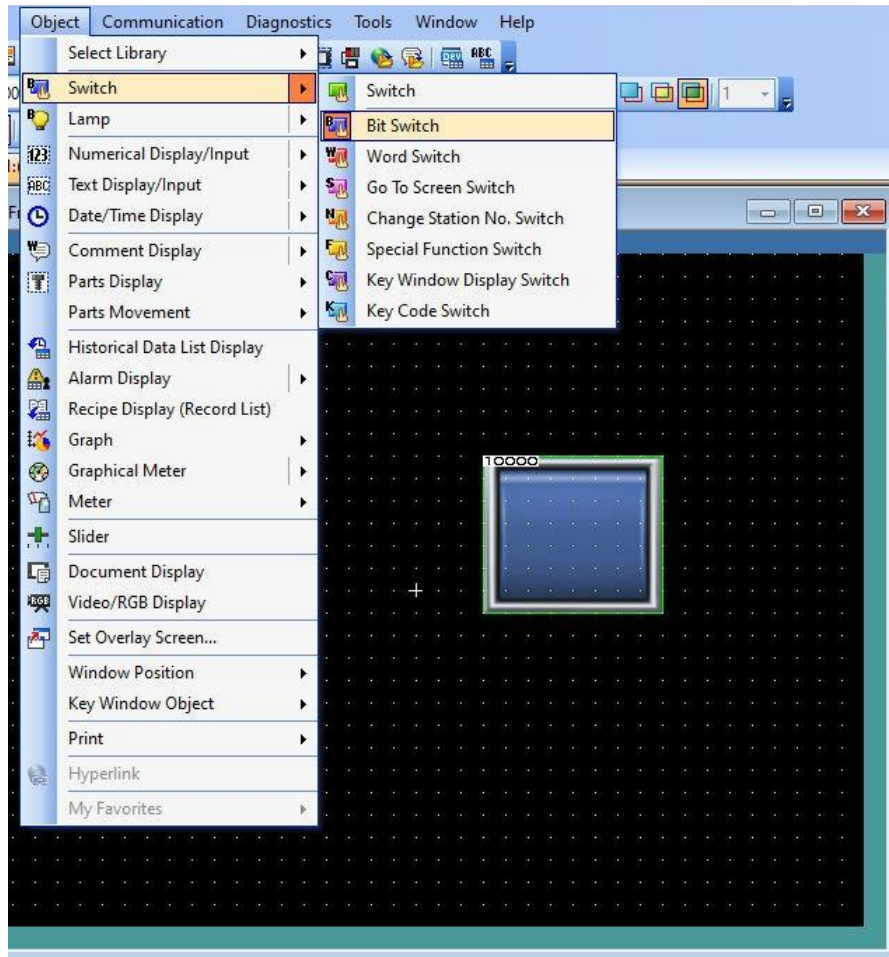 Object Communication Diagnostics Tools Window Help
Select Library
Switch
Lamp
Numerical Display/Input
Text Display/Input
Date/Time Display
Comment Display
Parts Display
Parts Movement
Historical Data List Display
Alarm Display
Recipe Display (Record List)
Graph
Graphical Meter
Meter
Slider
Document Display
Video/RGB Display
Set Overlay Screen...
Window Position
Key Window Object
Print
Hyperlink
My Favorites
Switch
Bit Switch
Word Switch
Go To Screen Switch
Change Station No. Switch
Special Function Switch
Key Window Display Switch
Key Code Switch
1
10000